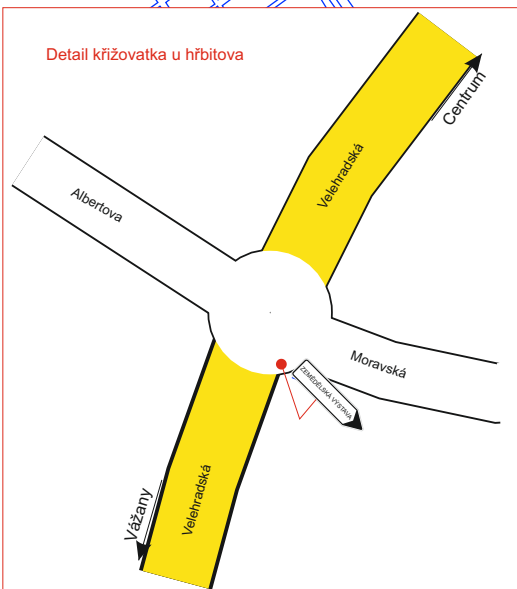 Detail křižovatka u hřbitova
Centrum
Velehradská
Albertova
Moravská
ZEMĚDĚLSKÁ VÝSTAVA
Velehradská
Vážany